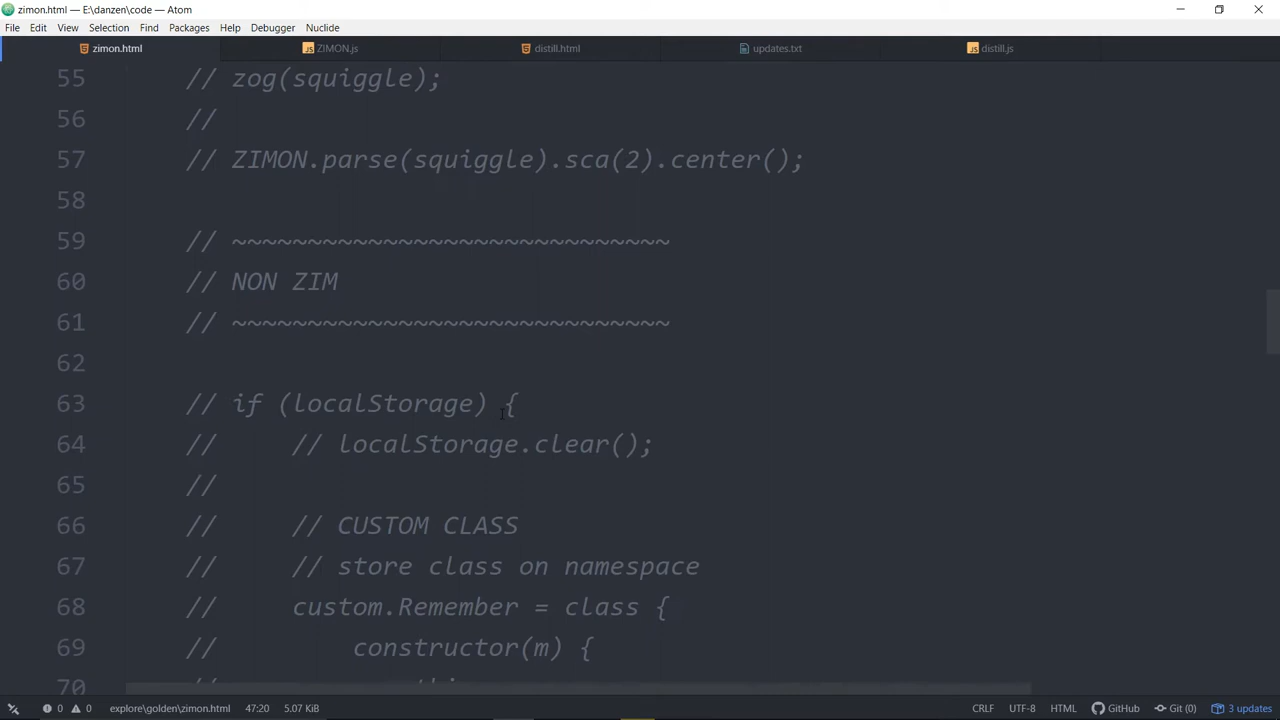 zimon.html — E:\danzen\code — Atom
File Edit View Selection Find Packages Help Debugger Nuclide
zimon.html ZIMON.js distill.html updates.txt distill.js
55 // zog(squiggle);
56 //
57 // ZIMON.parse(squiggle).sca(2).center();
58
59 // ~~~~~~~~~~~~~~~~~~~~~~~~~~~~~
60 // NON ZIM
61 // ~~~~~~~~~~~~~~~~~~~~~~~~~~~~~
62
63 // if (localStorage) {
64 // // localStorage.clear();
65 //
66 // // CUSTOM CLASS
67 // // store class on namespace
68 // custom.Remember = class {
69 // constructor(m) {
70
0 0 explore\golden\zimon.html 47:20 5.07 KiB CRLF UTF-8 HTML GitHub Git (0) 3 updates